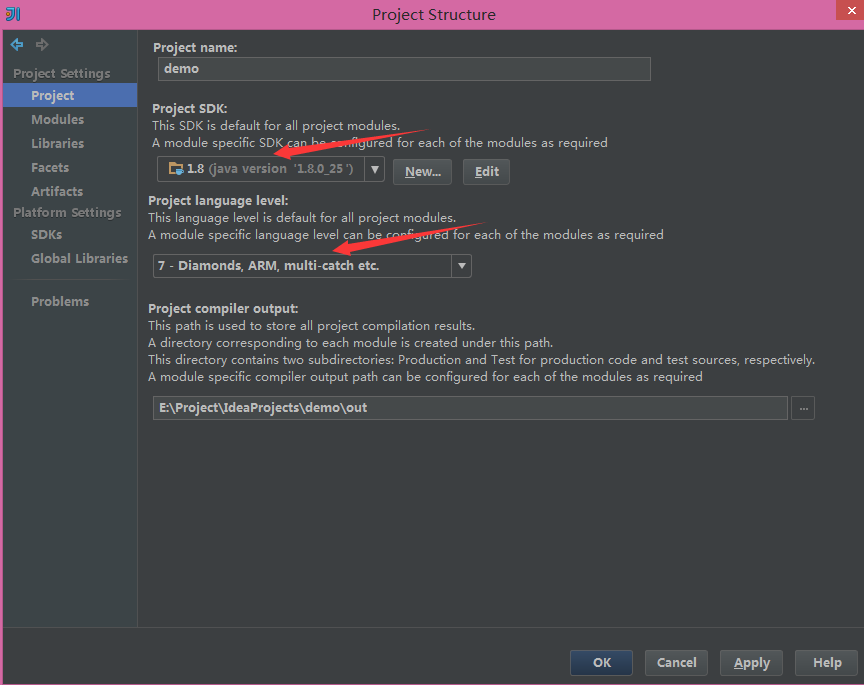 Project Structure
Project Settings
Project
Modules
Libraries
Facets
Artifacts
Platform Settings
SDKs
Global Libraries
Problems
Project name:
demo
Project SDK:
This SDK is default for all project modules.
A module specific SDK can be configured for each of the modules as required
1.8 (java version '1.8.0_25')
New...
Edit
Project language level:
This language level is default for all project modules.
A module specific language level can be configured for each of the modules as required
7 - Diamonds, ARM, multi-catch etc.
Project compiler output:
This path is used to store all project compilation results.
A directory corresponding to each module is created under this path.
This directory contains two subdirectories: Production and Test for production code and test sources, respectively.
A module specific compiler output path can be configured for each of the modules as required
E:\Project\IdeaProjects\demo\out
...
OK
Cancel
Apply
Help